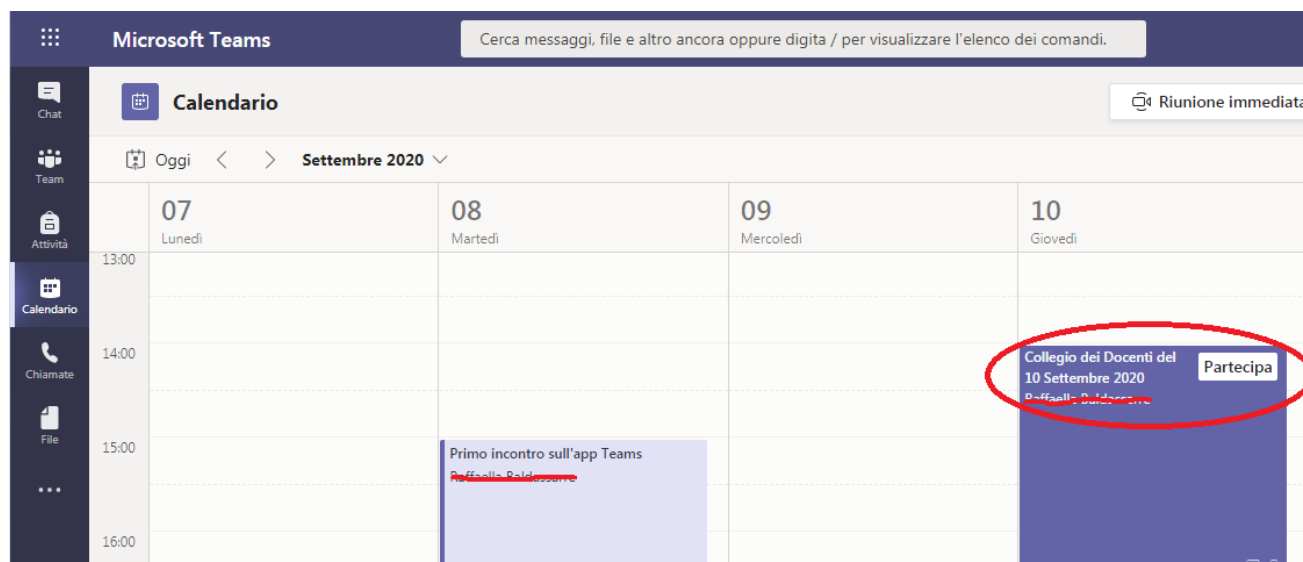 Microsoft Teams
Cerca messaggi, file e altro ancora oppure digita / per visualizzare l'elenco dei comandi.
Chat
Team
Attività
Calendario
Chiamate
File
Calendario
Riunione immediata
Oggi
Settembre 2020
07
Lunedì
08
Martedì
09
Mercoledì
10
Giovedì
13:00
14:00
15:00
16:00
Collegio dei Docenti del
10 Settembre 2020
Partecipa
Primo incontro sull'app Teams